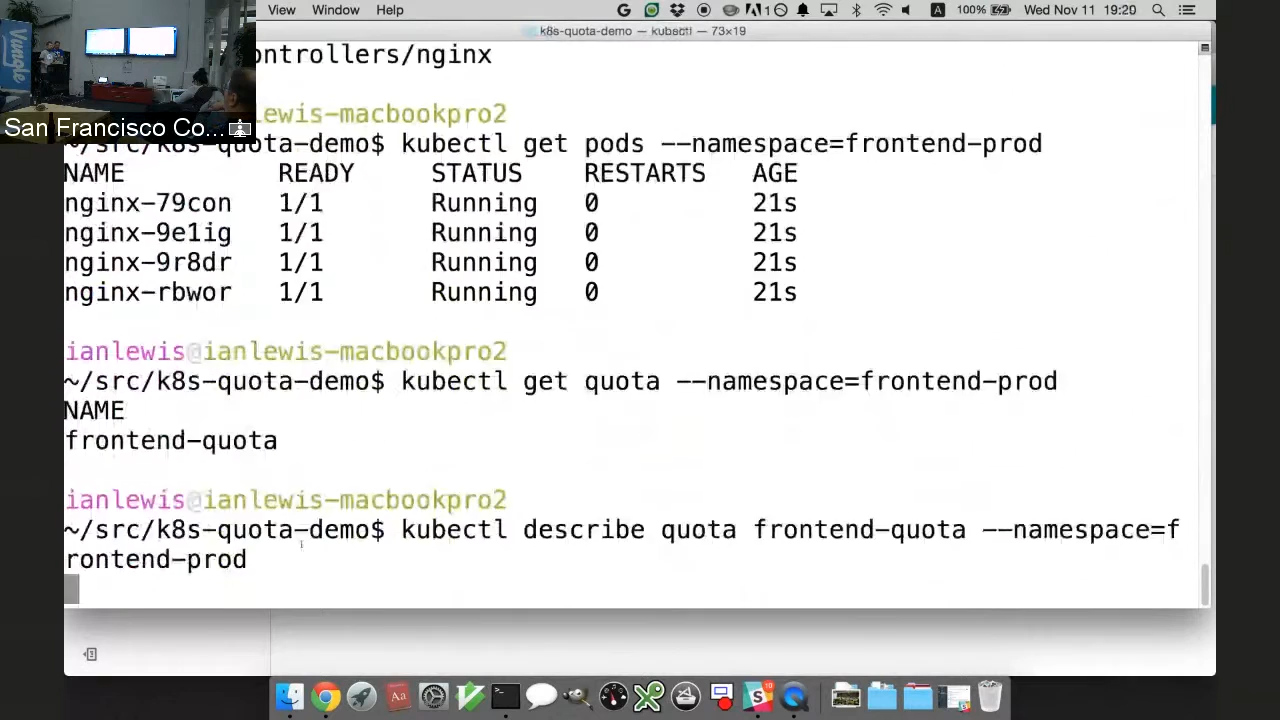 View Window Help
1
A
100%
Wed Nov 11 19:20
k8s-quota-demo — kubectl — 73×19
Vungle
San Francisco Co...
ontrollers/nginx
lewis-macbookpro2
~/src/k8s-quota-demo$ kubectl get pods --namespace=frontend-prod
NAME READY STATUS RESTARTS AGE
nginx-79con 1/1 Running 0 21s
nginx-9e1ig 1/1 Running 0 21s
nginx-9r8dr 1/1 Running 0 21s
nginx-rbwor 1/1 Running 0 21s
ianlewis@ianlewis-macbookpro2
~/src/k8s-quota-demo$ kubectl get quota --namespace=frontend-prod
NAME
frontend-quota
ianlewis@ianlewis-macbookpro2
~/src/k8s-quota-demo$ kubectl describe quota frontend-quota --namespace=f
rontend-prod
Aa